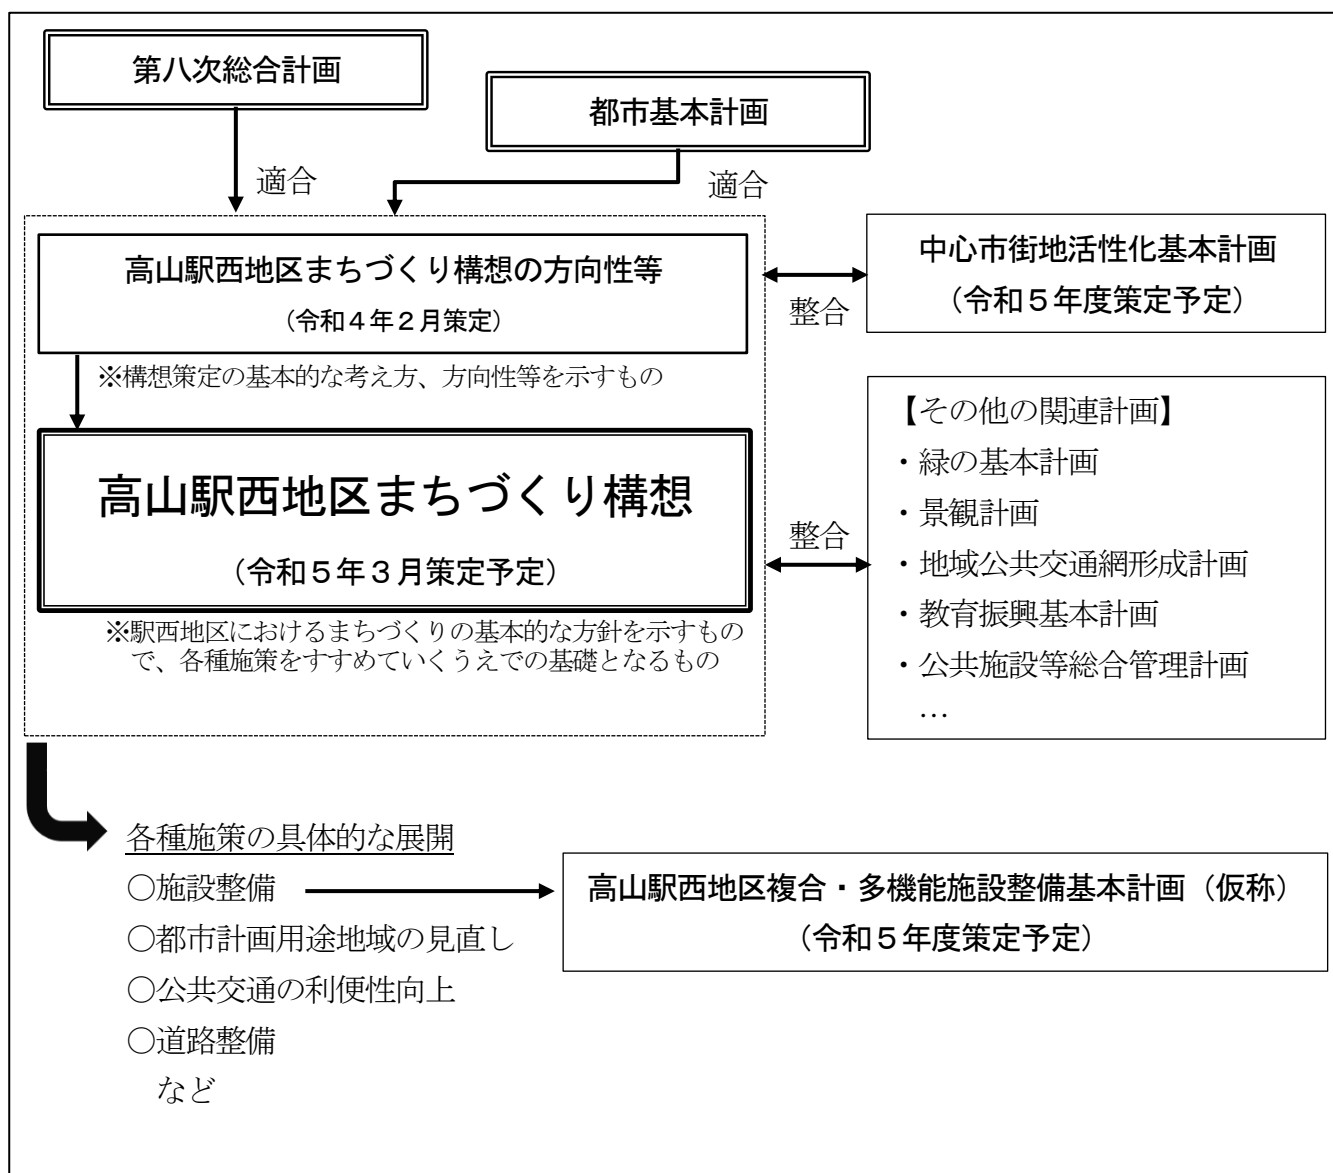 第八次総合計画
都市基本計画
適合
適合
高山駅西地区まちづくり構想の方向性等
（令和４年２月策定）
※構想策定の基本的な考え方、方向性等を示すもの
整合
中心市街地活性化基本計画
（令和５年度策定予定）
高山駅西地区まちづくり構想
（令和５年３月策定予定）
※駅西地区におけるまちづくりの基本的な方針を示すもの
で、各種施策をすすめていくうえでの基礎となるもの
整合
【その他の関連計画】
・緑の基本計画
・景観計画
・地域公共交通網形成計画
・教育振興基本計画
・公共施設等総合管理計画
…
各種施策の具体的な展開
○施設整備
○都市計画用途地域の見直し
○公共交通の利便性向上
○道路整備
など
高山駅西地区複合・多機能施設整備基本計画（仮称）
（令和５年度策定予定）